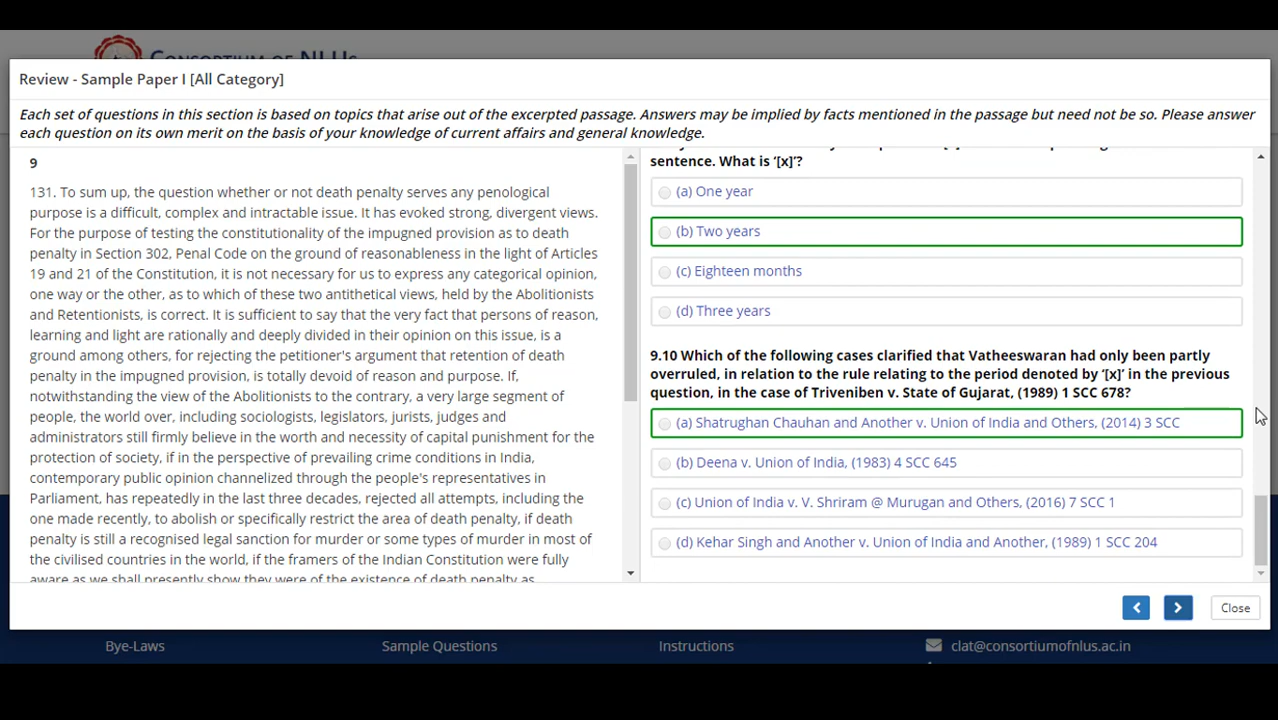 CONSORTIUM OF NLUS
Review - Sample Paper I [All Category]
Each set of questions in this section is based on topics that arise out of the excerpted passage. Answers may be implied by facts mentioned in the passage but need not be so. Please answer
each question on its own merit on the basis of your knowledge of current affairs and general knowledge.
9
131. To sum up, the question whether or not death penalty serves any penological
purpose is a difficult, complex and intractable issue. It has evoked strong, divergent views.
For the purpose of testing the constitutionality of the impugned provision as to death
penalty in Section 302, Penal Code on the ground of reasonableness in the light of Articles
19 and 21 of the Constitution, it is not necessary for us to express any categorical opinion,
one way or the other, as to which of these two antithetical views, held by the Abolitionists
and Retentionists, is correct. It is sufficient to say that the very fact that persons of reason,
learning and light are rationally and deeply divided in their opinion on this issue, is a
ground among others, for rejecting the petitioner's argument that retention of death
penalty in the impugned provision, is totally devoid of reason and purpose. If,
notwithstanding the view of the Abolitionists to the contrary, a very large segment of
people, the world over, including sociologists, legislators, jurists, judges and
administrators still firmly believe in the worth and necessity of capital punishment for the
protection of society, if in the perspective of prevailing crime conditions in India,
contemporary public opinion channelized through the people's representatives in
Parliament, has repeatedly in the last three decades, rejected all attempts, including the
one made recently, to abolish or specifically restrict the area of death penalty, if death
penalty is still a recognised legal sanction for murder or some types of murder in most of
the civilised countries in the world, if the framers of the Indian Constitution were fully
aware as we shall presently show they were of the existence of death penalty as
sentence. What is '[x]'?
(a) One year
(b) Two years
(c) Eighteen months
(d) Three years
9.10 Which of the following cases clarified that Vatheeswaran had only been partly
overruled, in relation to the rule relating to the period denoted by '[x]' in the previous
question, in the case of Triveniben v. State of Gujarat, (1989) 1 SCC 678?
(a) Shatrughan Chauhan and Another v. Union of India and Others, (2014) 3 SCC
(b) Deena v. Union of India, (1983) 4 SCC 645
(c) Union of India v. V. Shriram @ Murugan and Others, (2016) 7 SCC 1
(d) Kehar Singh and Another v. Union of India and Another, (1989) 1 SCC 204
Close
Bye-Laws
Sample Questions
Instructions
clat@consortiumofnlus.ac.in